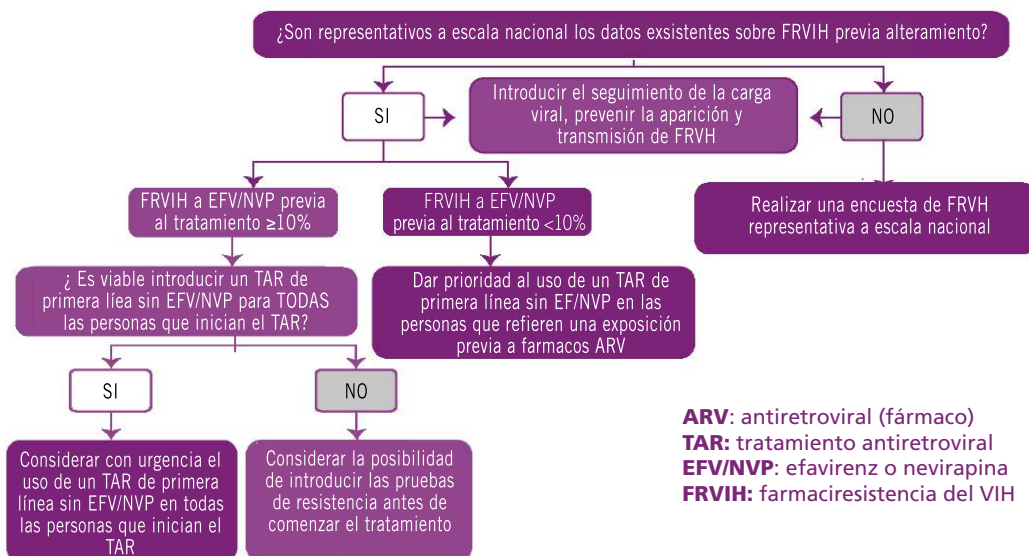 ¿Son representativos a escala nacional los datos exsistentes sobre FRVIH previa alteramiento?
SI
Introducir el seguimiento de la carga
viral, prevenir la aparición y
transmisión de FRVH
NO
FRVIH a EFV/NVP previa
al tratamiento ≥10%
FRVIH a EFV/NVP
previa al tratamiento <10%
Realizar una encuesta de FRVH
representativa a escala nacional
¿ Es viable introducir un TAR de
primera líea sin EFV/NVP para TODAS
las personas que inician el TAR?
Dar prioridad al uso de un TAR de
primera línea sin EF/NVP en las
personas que refieren una exposición
previa a farmacos ARV
SI
NO
Considerar con urgencia el
uso de un TAR de primera
línea sin EFV/NVP en todas
las personas que inician el
TAR
Considerar la posibilidad
de introducir las pruebas
de resistencia antes de
comenzar el tratamiento
ARV: antiretroviral (fármaco)
TAR: tratamiento antiretroviral
EFV/NVP: efavirenz o nevirapina
FRVIH: farmaciresistencia del VIH